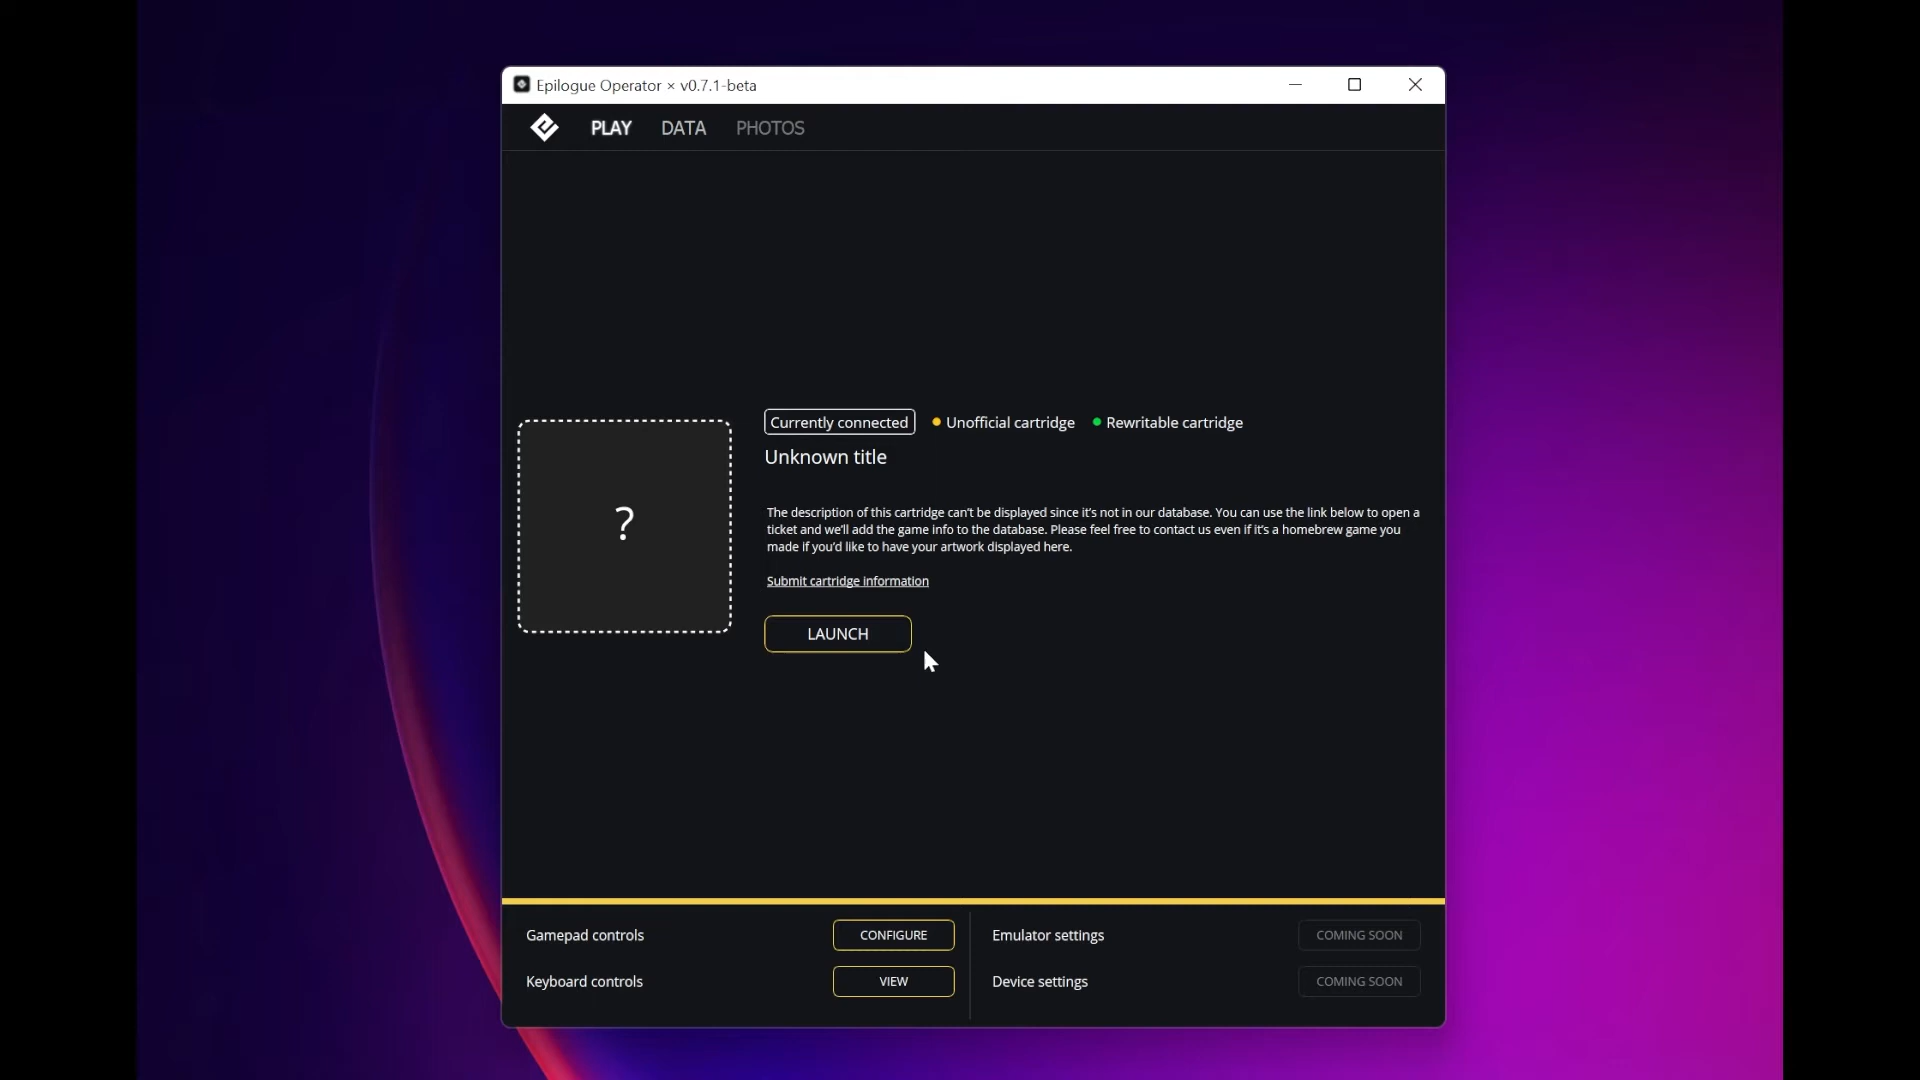 Epilogue Operator × v0.7.1-beta
PLAY DATA PHOTOS
Currently connected Unofficial cartridge Rewritable cartridge
Unknown title
?
The description of this cartridge can't be displayed since it's not in our database. You can use the link below to open a
ticket and we'll add the game info to the database. Please feel free to contact us even if it's a homebrew game you
made if you'd like to have your artwork displayed here.
Submit cartridge information
LAUNCH
Gamepad controls CONFIGURE Emulator settings COMING SOON
Keyboard controls VIEW Device settings COMING SOON